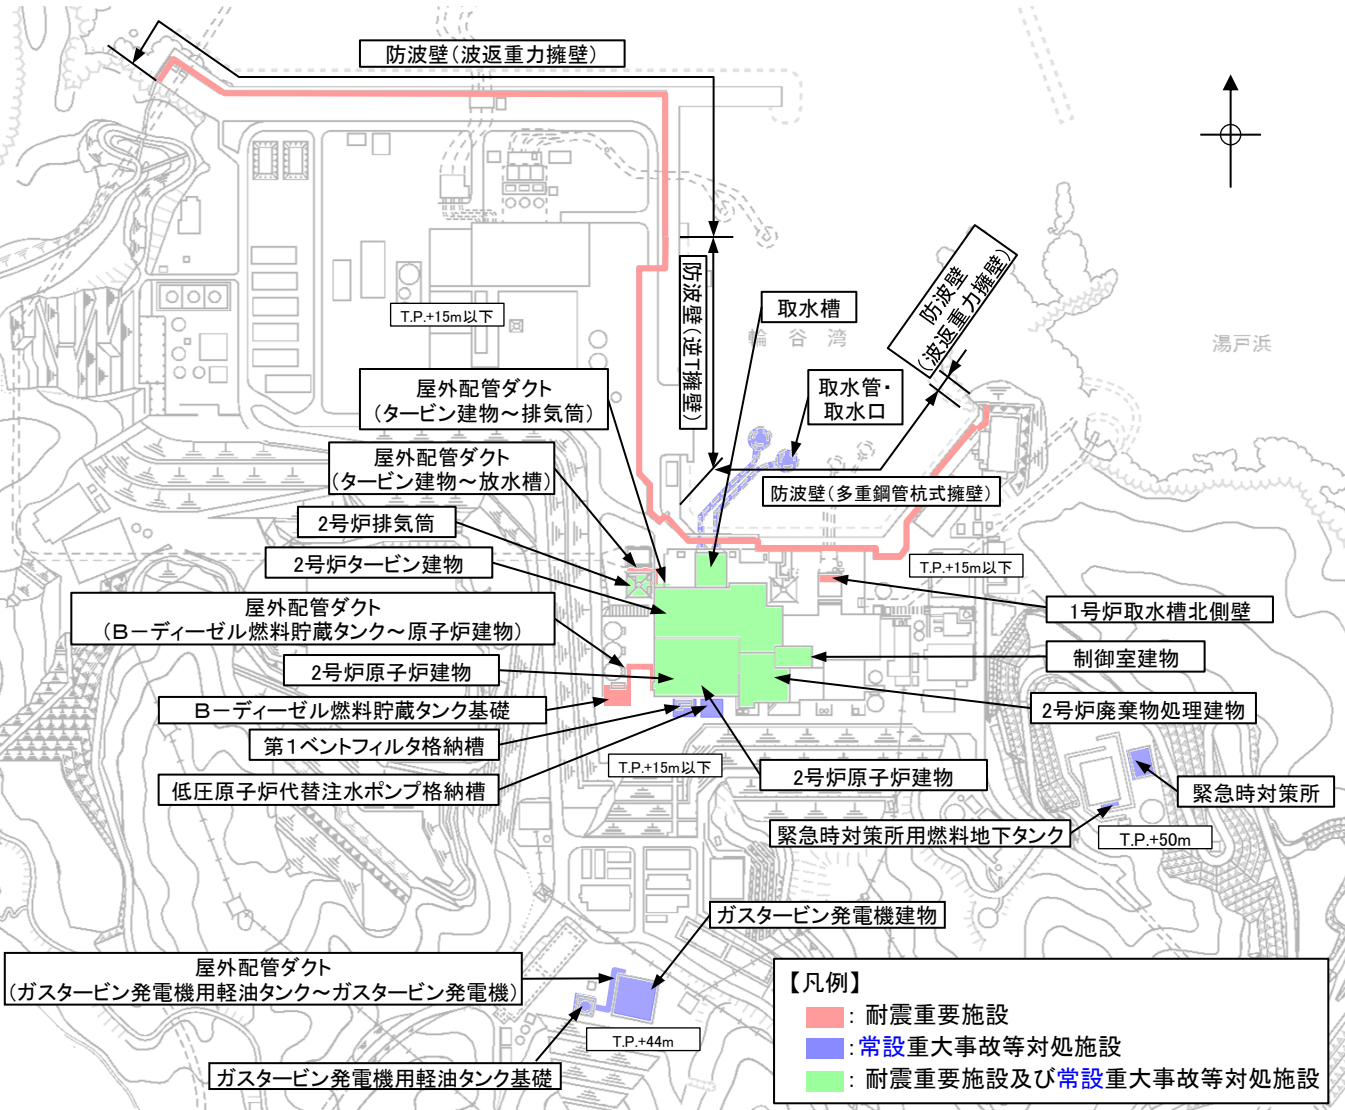 防波壁(波返重力擁壁)
防波壁(逆T擁壁)
防波壁
(波返重力擁壁)
取水槽
輪谷湾
湯戸浜
T.P.+15m以下
屋外配管ダクト
(タービン建物～排気筒)
取水管・
取水口
屋外配管ダクト
(タービン建物～放水槽)
防波壁(多重鋼管杭式擁壁)
2号炉排気筒
2号炉タービン建物
T.P.+15m以下
屋外配管ダクト
(B－ディーゼル燃料貯蔵タンク～原子炉建物)
1号炉取水槽北側壁
2号炉原子炉建物
制御室建物
B－ディーゼル燃料貯蔵タンク基礎
2号炉廃棄物処理建物
第1ベントフィルタ格納槽
T.P.+15m以下
2号炉原子炉建物
低圧原子炉代替注水ポンプ格納槽
緊急時対策所
緊急時対策所用燃料地下タンク
T.P.+50m
ガスタービン発電機建物
屋外配管ダクト
(ガスタービン発電機用軽油タンク～ガスタービン発電機)
T.P.+44m
ガスタービン発電機用軽油タンク基礎
【凡例】
：耐震重要施設
：常設重大事故等対処施設
：耐震重要施設及び常設重大事故等対処施設